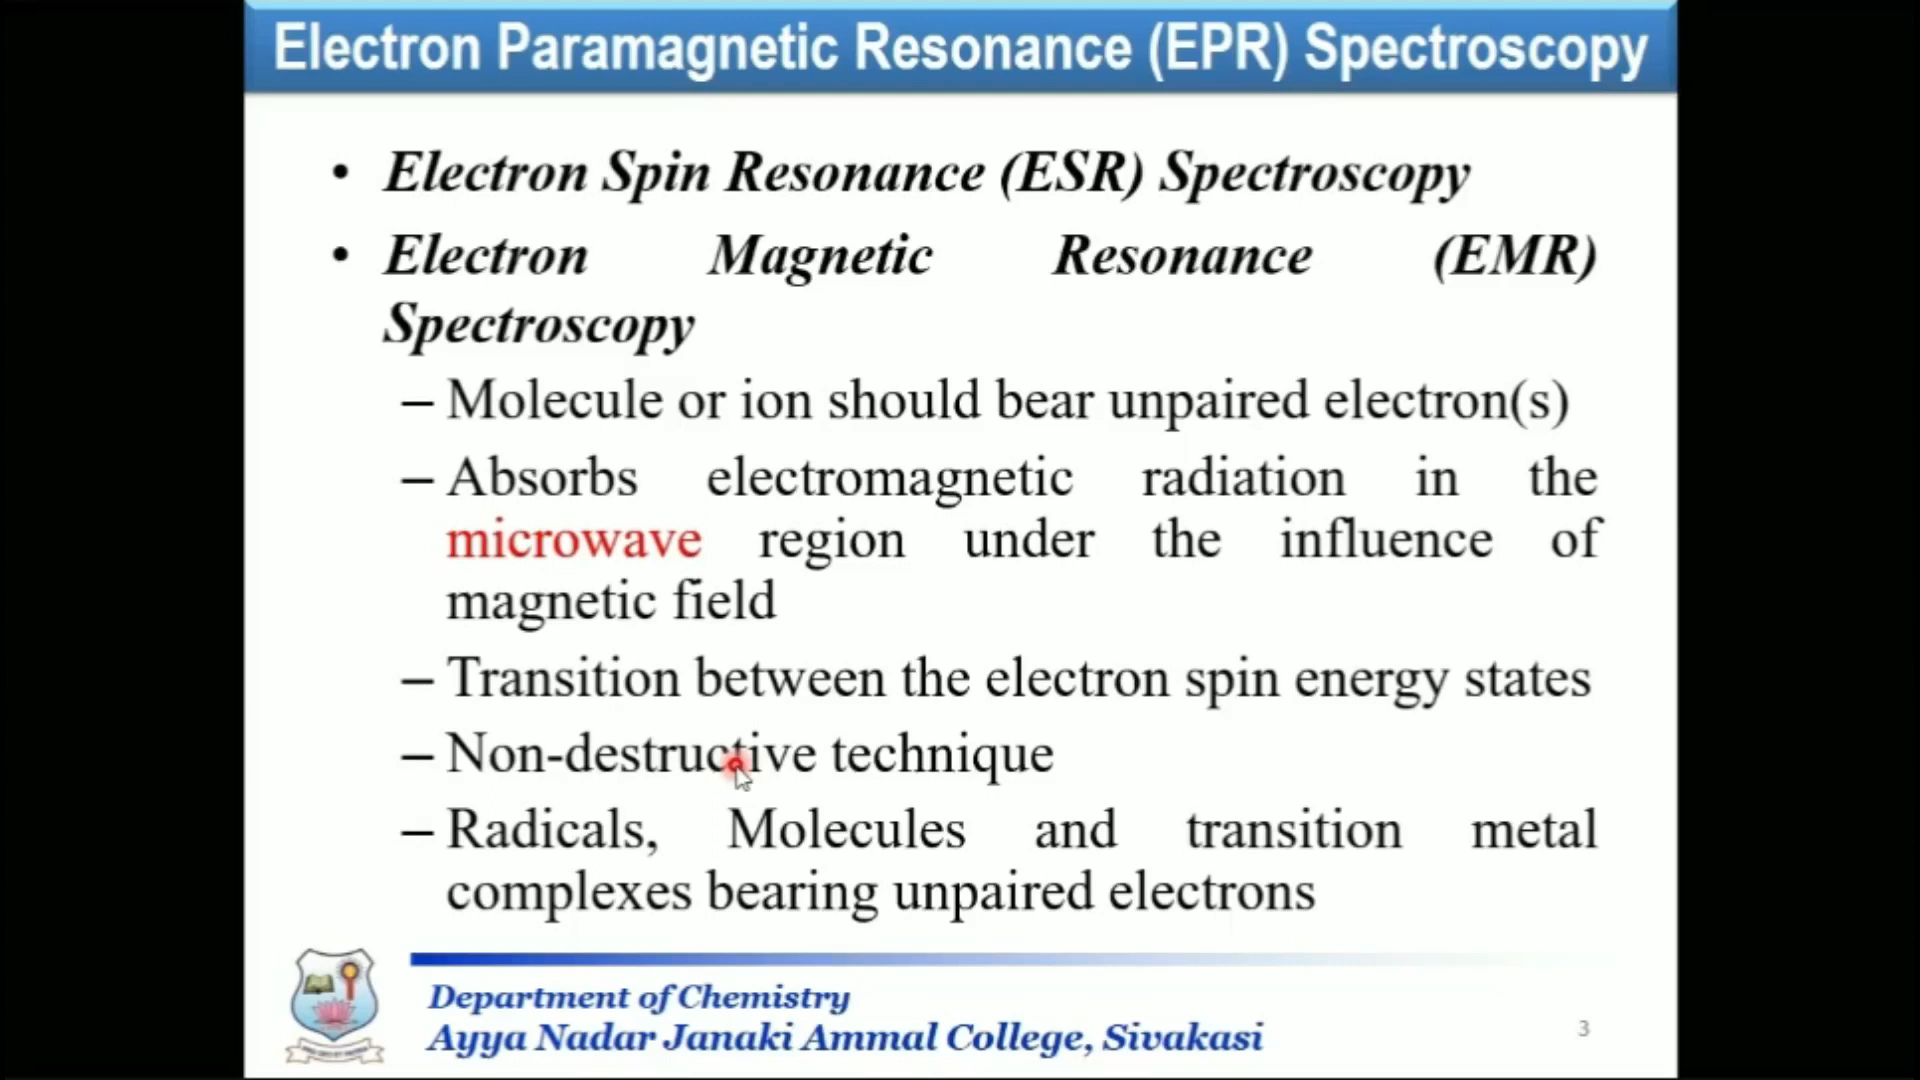 Electron Paramagnetic Resonance (EPR) Spectroscopy
• Electron Spin Resonance (ESR) Spectroscopy
• Electron Magnetic Resonance (EMR)
Spectroscopy
– Molecule or ion should bear unpaired electron(s)
– Absorbs electromagnetic radiation in the
microwave region under the influence of
magnetic field
– Transition between the electron spin energy states
– Non-destructive technique
– Radicals, Molecules and transition metal
complexes bearing unpaired electrons
Department of Chemistry
Ayya Nadar Janaki Ammal College, Sivakasi
3